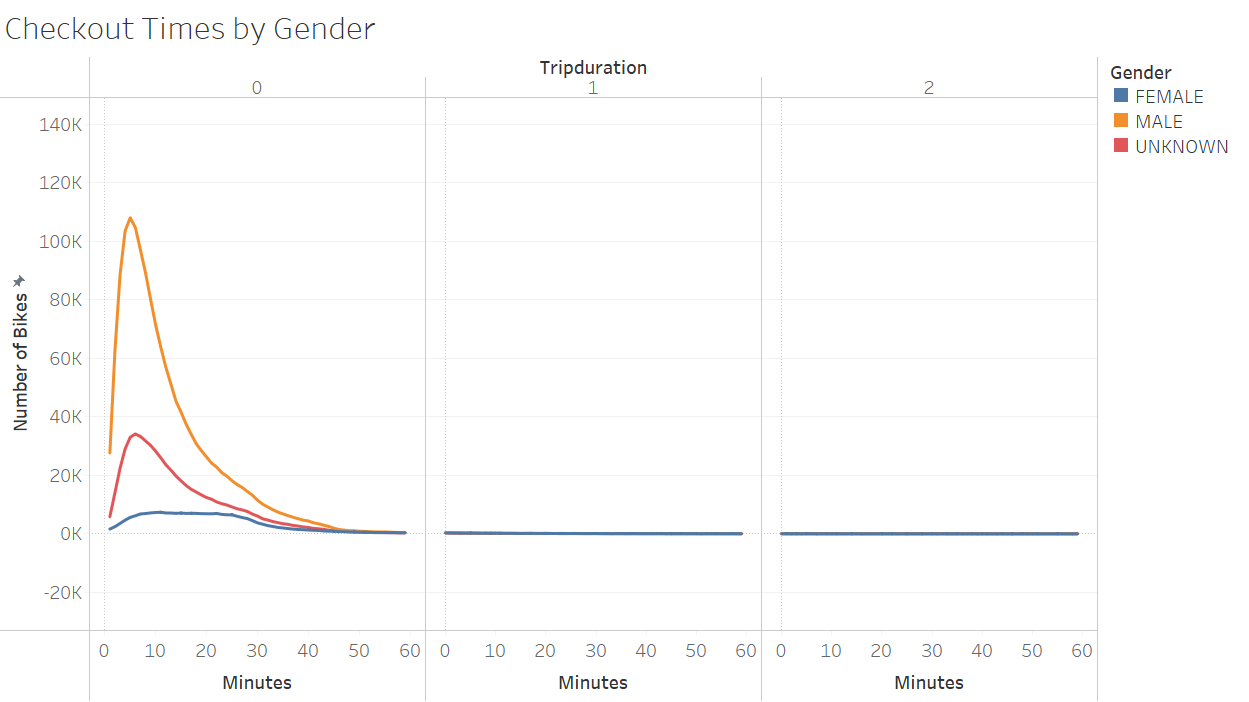 Checkout Times by Gender
Tripduration
0 1 2
Gender
FEMALE
MALE
UNKNOWN
140K
120K
100K
80K
60K
40K
20K
0K
-20K
Number of Bikes
0 10 20 30 40 50 60 0 10 20 30 40 50 60 0 10 20 30 40 50 60
Minutes Minutes Minutes